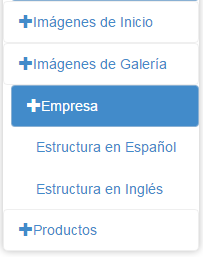 Imágenes de Inicio
Imágenes de Galería
Empresa
Estructura en Español
Estructura en Inglés
Productos